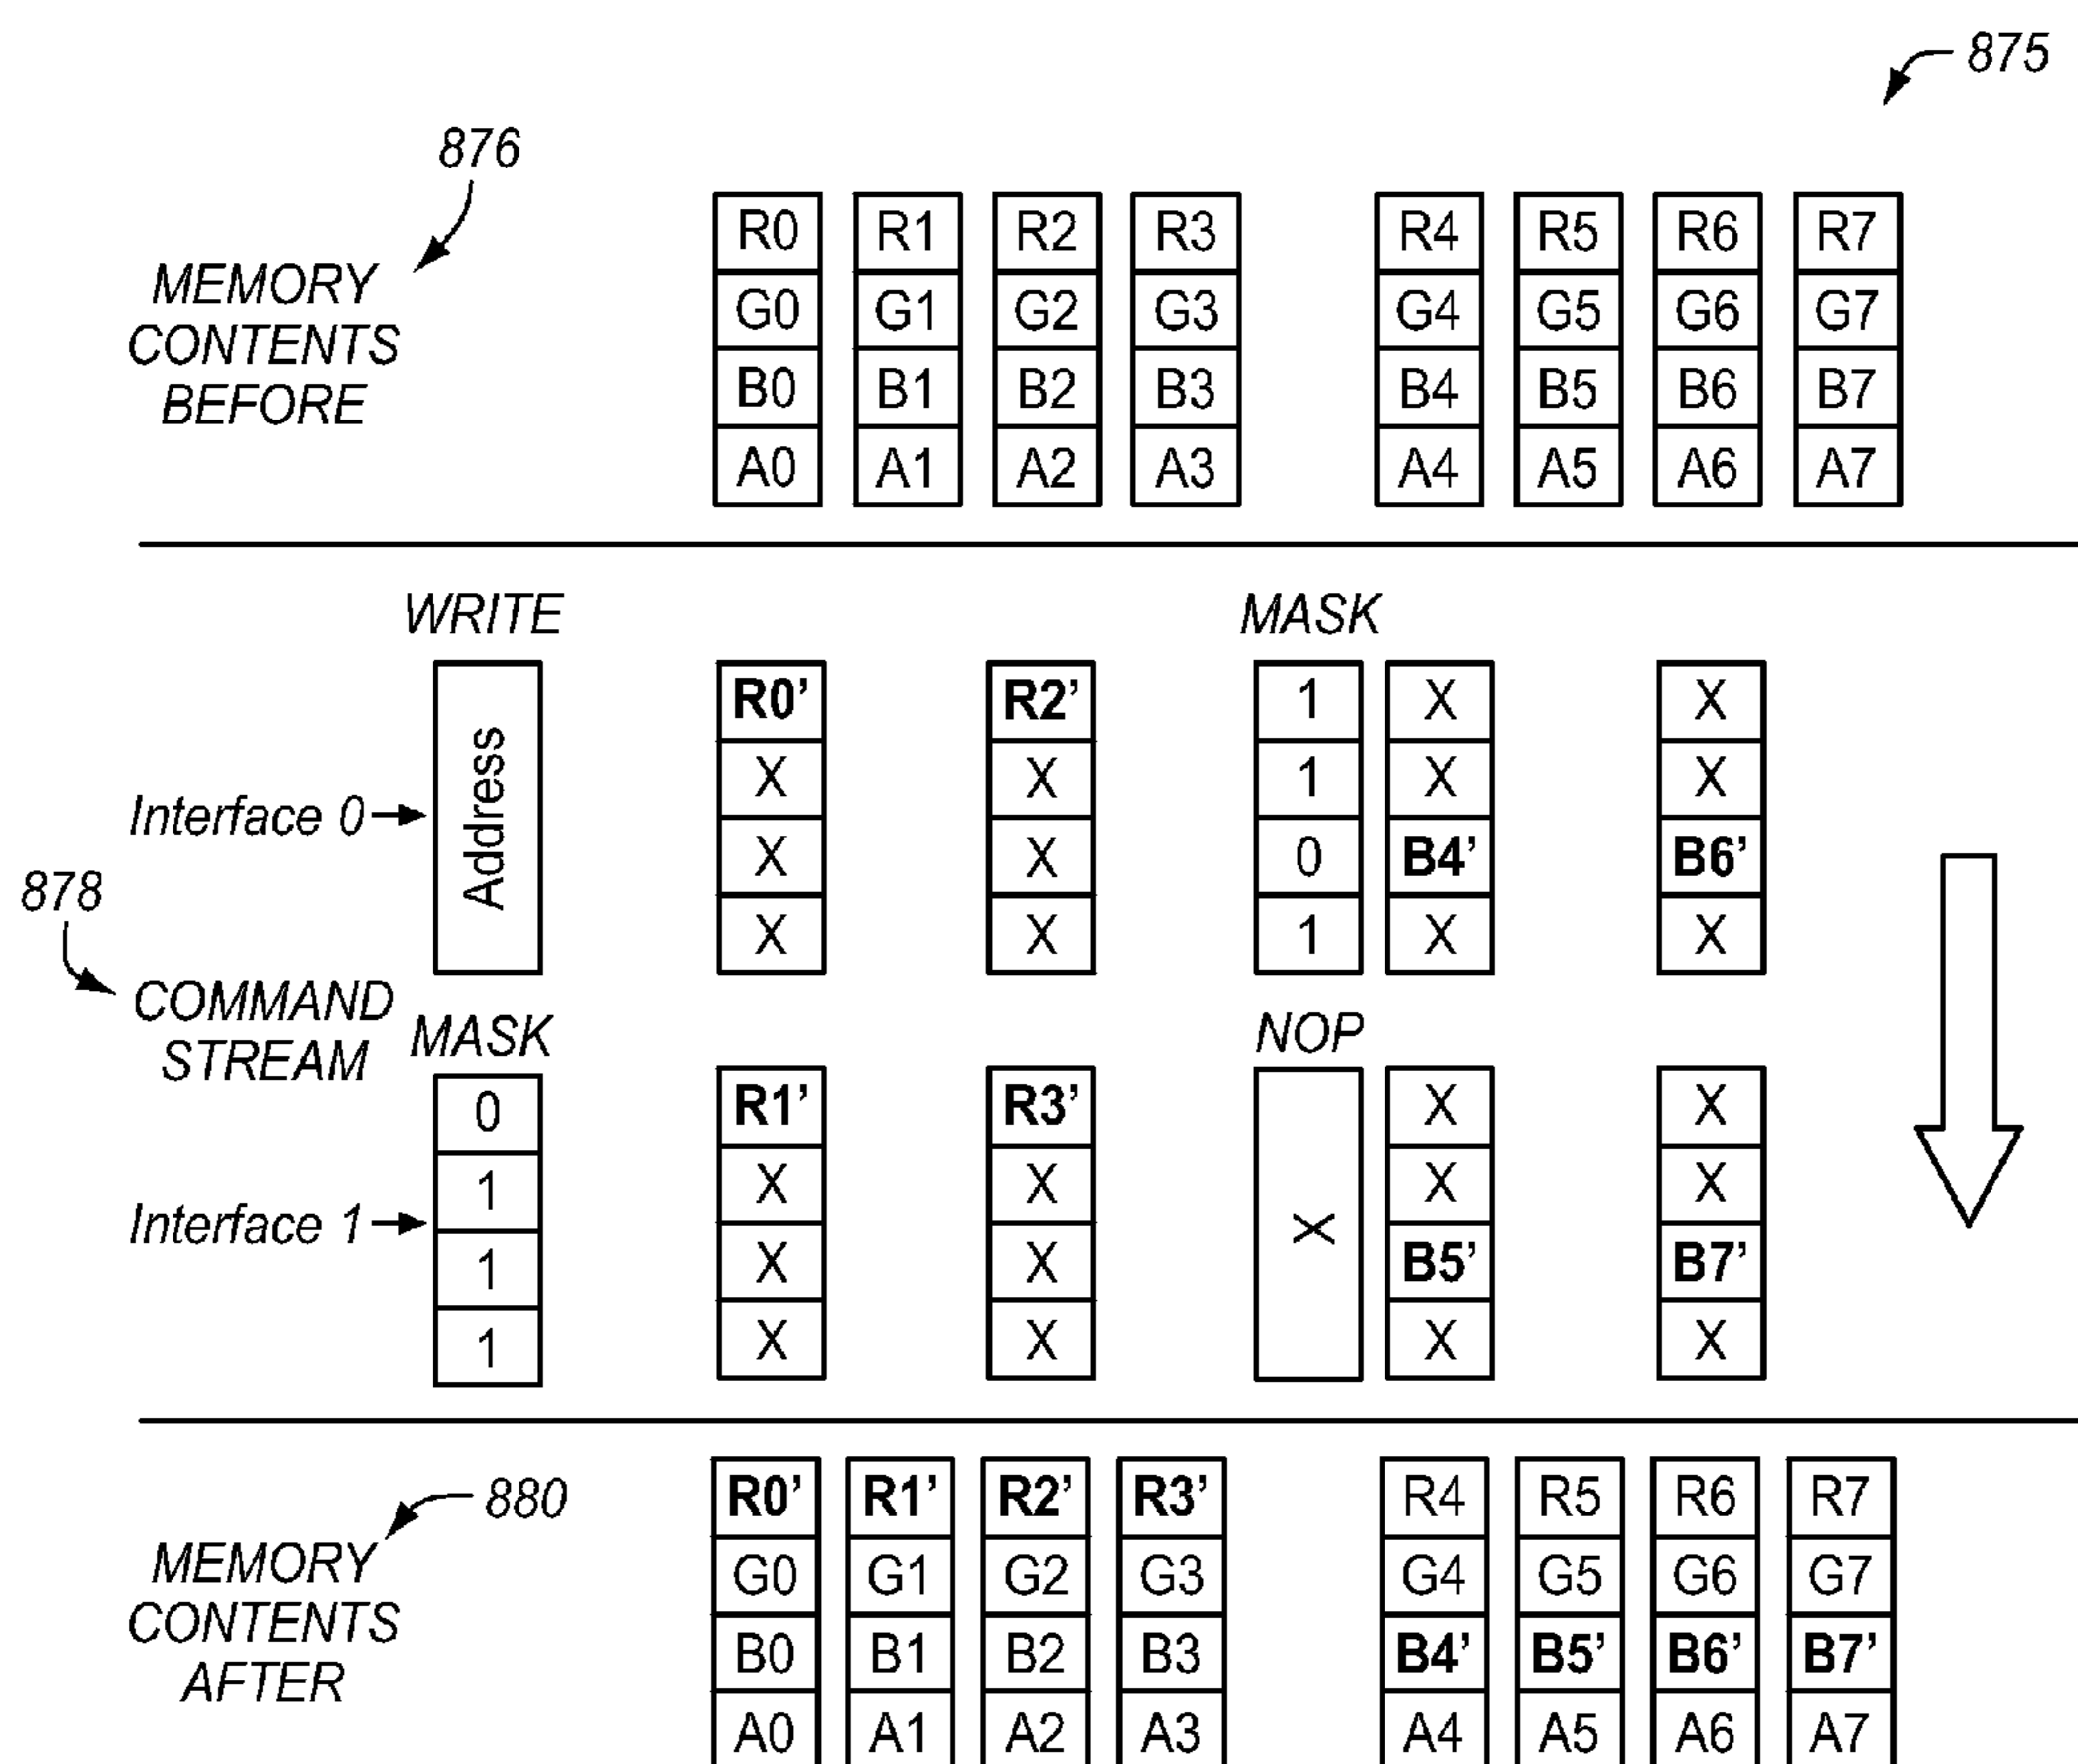 875
876
MEMORY
CONTENTS
BEFORE
R0 R1 R2 R3 R4 R5 R6 R7
G0 G1 G2 G3 G4 G5 G6 G7
B0 B1 B2 B3 B4 B5 B6 B7
A0 A1 A2 A3 A4 A5 A6 A7
WRITE MASK
Address
Interface 0
R0’ R2’ 1 X X
X X 1 X X
X X 0 B4’ B6’
X X 1 X X
878
COMMAND
STREAM
MASK NOP
Interface 1
0 R1’ R3’ X X
1 X X X X
X
1 X X B5’ B7’
1 X X X X
880
MEMORY
CONTENTS
AFTER
R0’ R1’ R2’ R3’ R4 R5 R6 R7
G0 G1 G2 G3 G4 G5 G6 G7
B0 B1 B2 B3 B4’ B5’ B6’ B7’
A0 A1 A2 A3 A4 A5 A6 A7